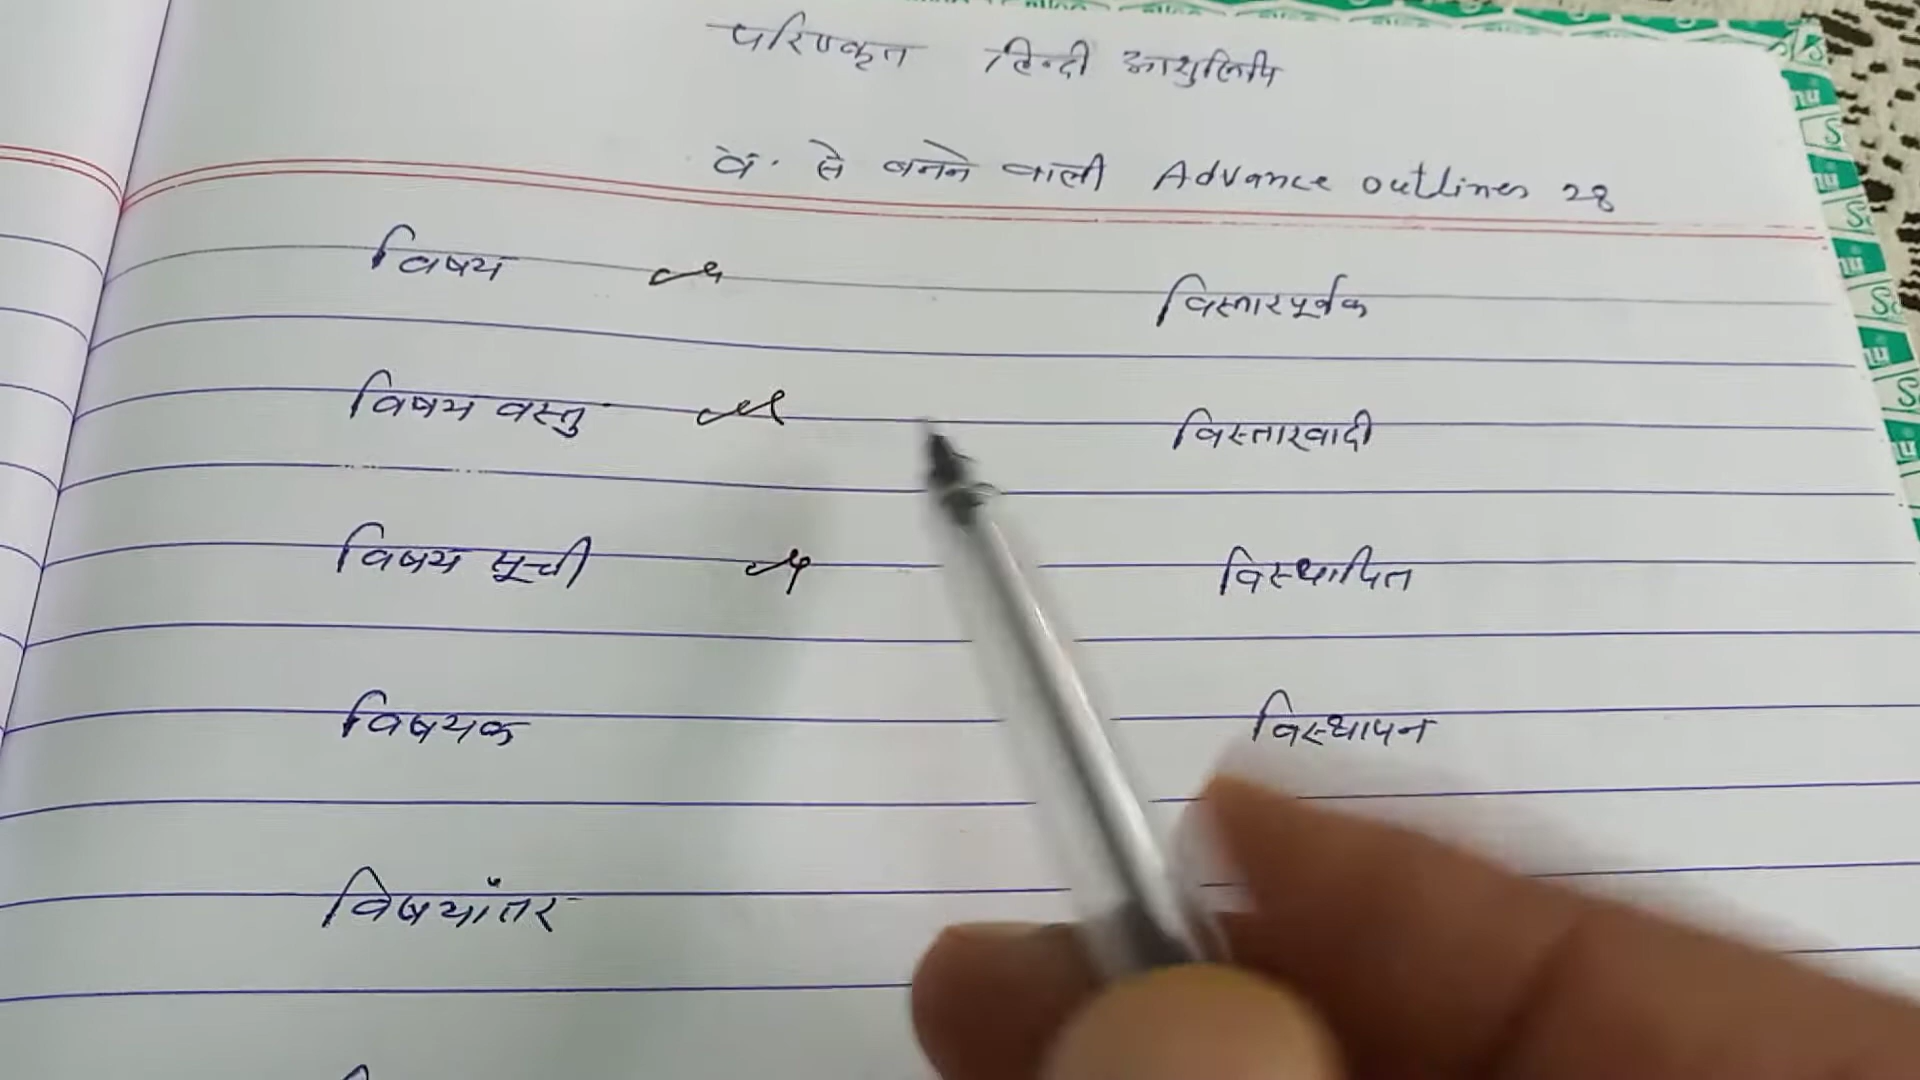 परिष्कृत हिन्दी आशुलिपि
व. से बनने वाली Advance outlines 28
विषय
विस्तारपूर्वक
विषय वस्तु
विस्तारवादी
विषय सूची
विस्थापित
विषयक
विस्थापन
विषयांतर